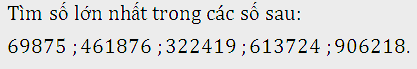 Tìm số lớn nhất trong các số sau:
69875 ; 461876 ; 322419 ; 613724 ; 906218.